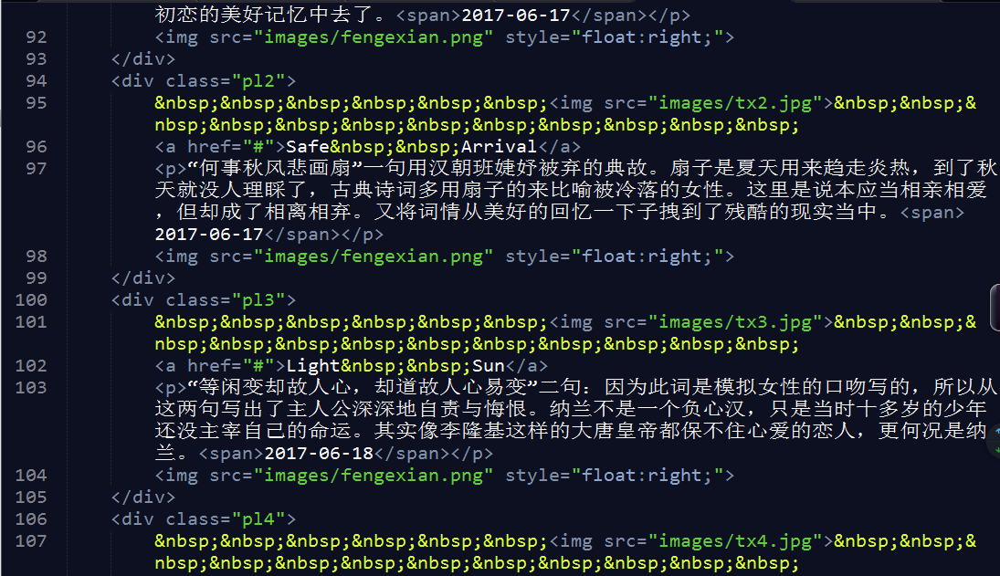 初恋的美好记忆中去了。<span>2017-06-17</span></p>
92 <img src="images/fengexian.png" style="float:right;">
93 </div>
94 <div class="pl2">
95 &nbsp;&nbsp;&nbsp;&nbsp;&nbsp;&nbsp;<img src="images/tx2.jpg">&nbsp;&nbsp;&
nbsp;&nbsp;&nbsp;&nbsp;&nbsp;&nbsp;&nbsp;&nbsp;&nbsp;&nbsp;
96 <a href="#">Safe&nbsp;&nbsp;Arrival</a>
97 <p>“何事秋风悲画扇”一句用汉朝班婕妤被弃的典故。扇子是夏天用来趋走炎热，到了秋
天就没人理睬了，古典诗词多用扇子的来比喻被冷落的女性。这里是说本应当相亲相爱
，但却成了相离相弃。又将词情从美好的回忆一下子拽到了残酷的现实当中。<span>
2017-06-17</span></p>
98 <img src="images/fengexian.png" style="float:right;">
99 </div>
100 <div class="pl3">
101 &nbsp;&nbsp;&nbsp;&nbsp;&nbsp;&nbsp;<img src="images/tx3.jpg">&nbsp;&nbsp;&
nbsp;&nbsp;&nbsp;&nbsp;&nbsp;&nbsp;&nbsp;&nbsp;&nbsp;&nbsp;
102 <a href="#">Light&nbsp;&nbsp;Sun</a>
103 <p>“等闲变却故人心，却道故人心易变”二句：因为此词是模拟女性的口吻写的，所以从
这两句写出了主人公深深地自责与悔恨。纳兰不是一个负心汉，只是当时十多岁的少年
还没主宰自己的命运。其实像李隆基这样的大唐皇帝都保不住心爱的恋人，更何况是纳
兰。<span>2017-06-18</span></p>
104 <img src="images/fengexian.png" style="float:right;">
105 </div>
106 <div class="pl4">
107 &nbsp;&nbsp;&nbsp;&nbsp;&nbsp;&nbsp;<img src="images/tx4.jpg">&nbsp;&nbsp;&
nbsp;&nbsp;&nbsp;&nbsp;&nbsp;&nbsp;&nbsp;&nbsp;&nbsp;&nbsp;